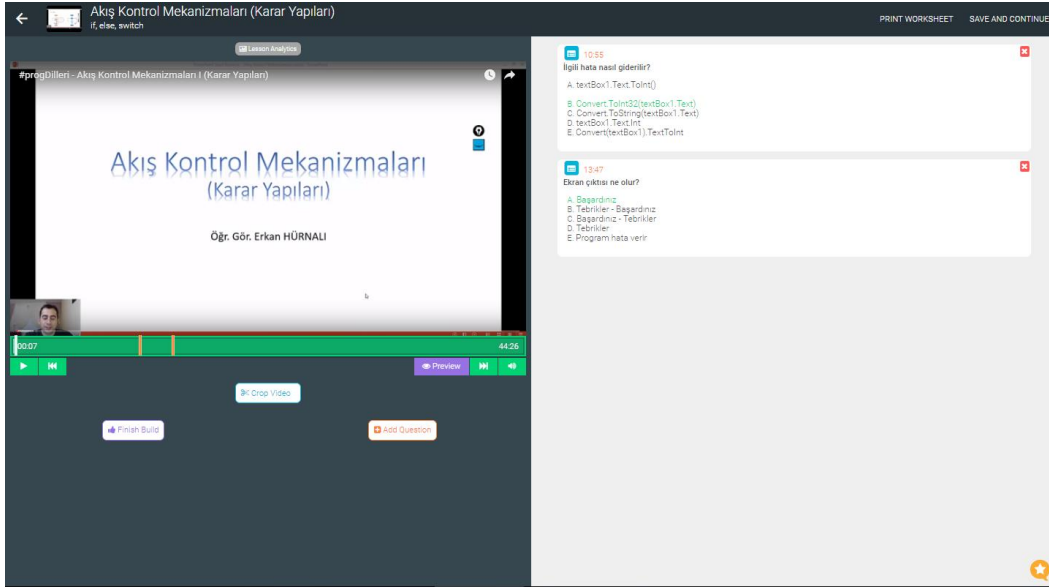 Akış Kontrol Mekanizmaları (Karar Yapıları)
if, else, switch
PRINT WORKSHEET SAVE AND CONTINUE
Lesson Analytics
#progDilleri - Akış Kontrol Mekanizmaları I (Karar Yapıları)
Akış Kontrol Mekanizmaları
(Karar Yapıları)
Öğr. Gör. Erkan HÜRNALI
00:07 44:26
Preview
Crop Video
Finish Build
Add Question
10:55
İlgili hata nasıl giderilir?
A. textBox1.Text.ToInt()
B. Convert.ToInt32(textBox1.Text)
C. Convert.ToString(textBox1.Text)
D. textBox1.Text.Int
E. Convert(textBox1).TextToInt
13:47
Ekran çıktısı ne olur?
A. Başardınız
B. Tebrikler - Başardınız
C. Başardınız - Tebrikler
D. Tebrikler
E. Program hata verir